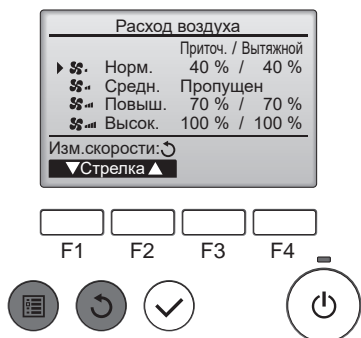 Расход воздуха
Приточ. / Вытяжной
Норм. 40 % / 40 %
Средн. Пропущен
Повыш. 70 % / 70 %
Высок. 100 % / 100 %
Изм.скорости:
▼Стрелка▲
F1 F2 F3 F4